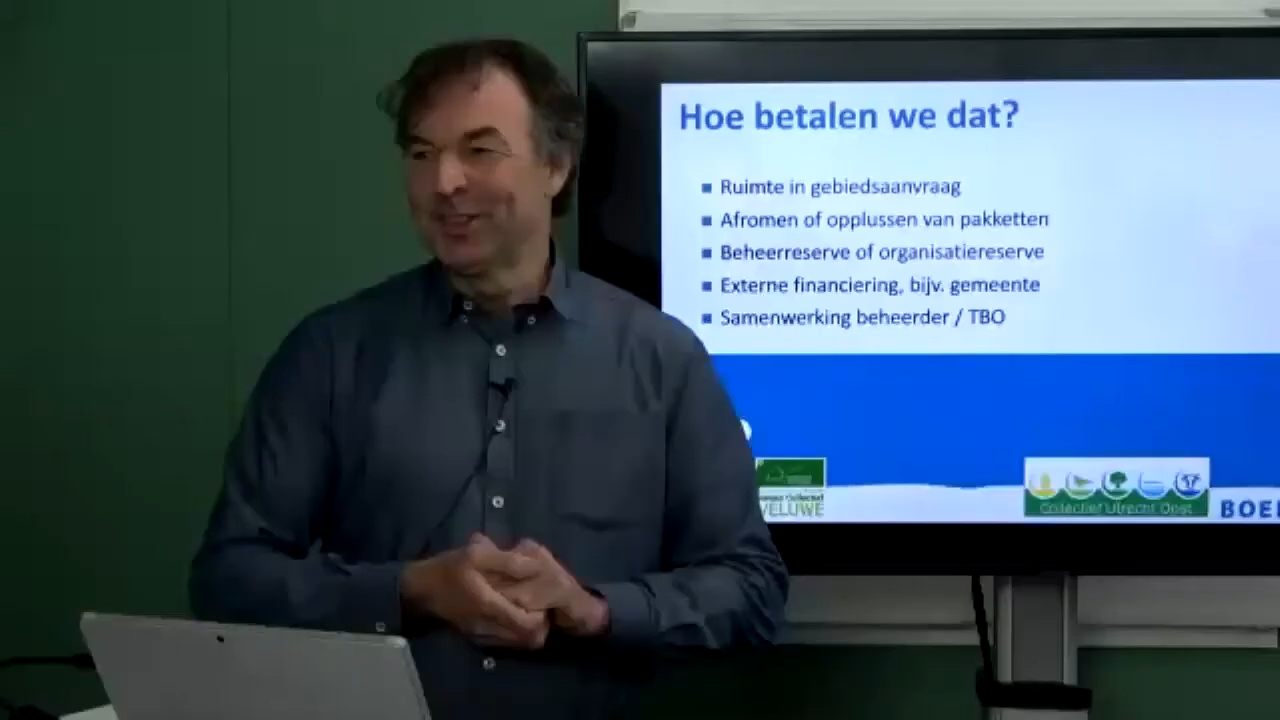 Hoe betalen we dat?
Ruimte in gebiedsaanvraag
Afromen of opplussen van pakketten
Beheerreserve of organisatiereserve
Externe financiering, bijv. gemeente
Samenwerking beheerder / TBO
Collectief
VELUWE
Collectief Utrecht Oost
BOE